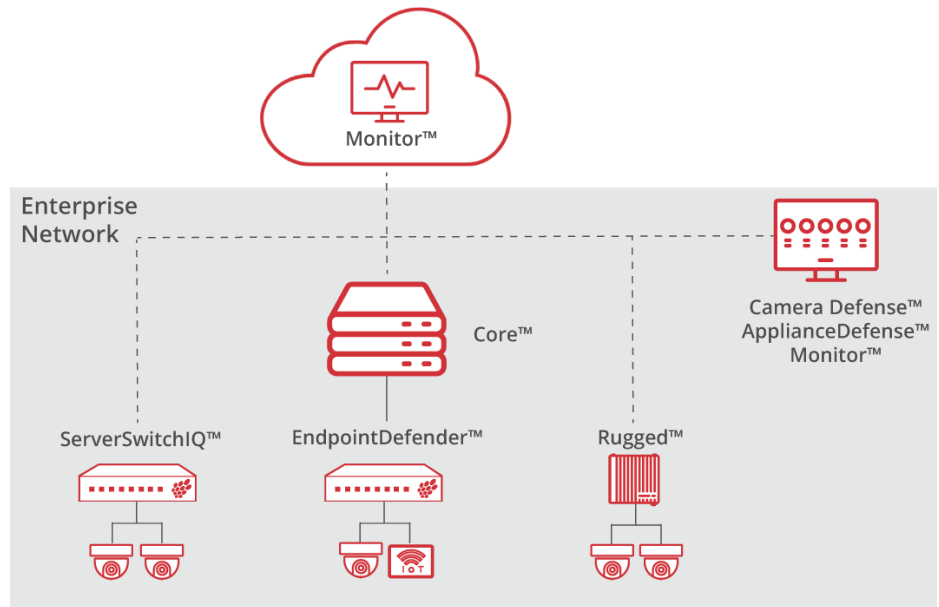 Monitor™
Enterprise
Network
Camera Defense™
ApplianceDefense™
Monitor™
Core™
ServerSwitchIQ™
EndpointDefender™
Rugged™
IoT